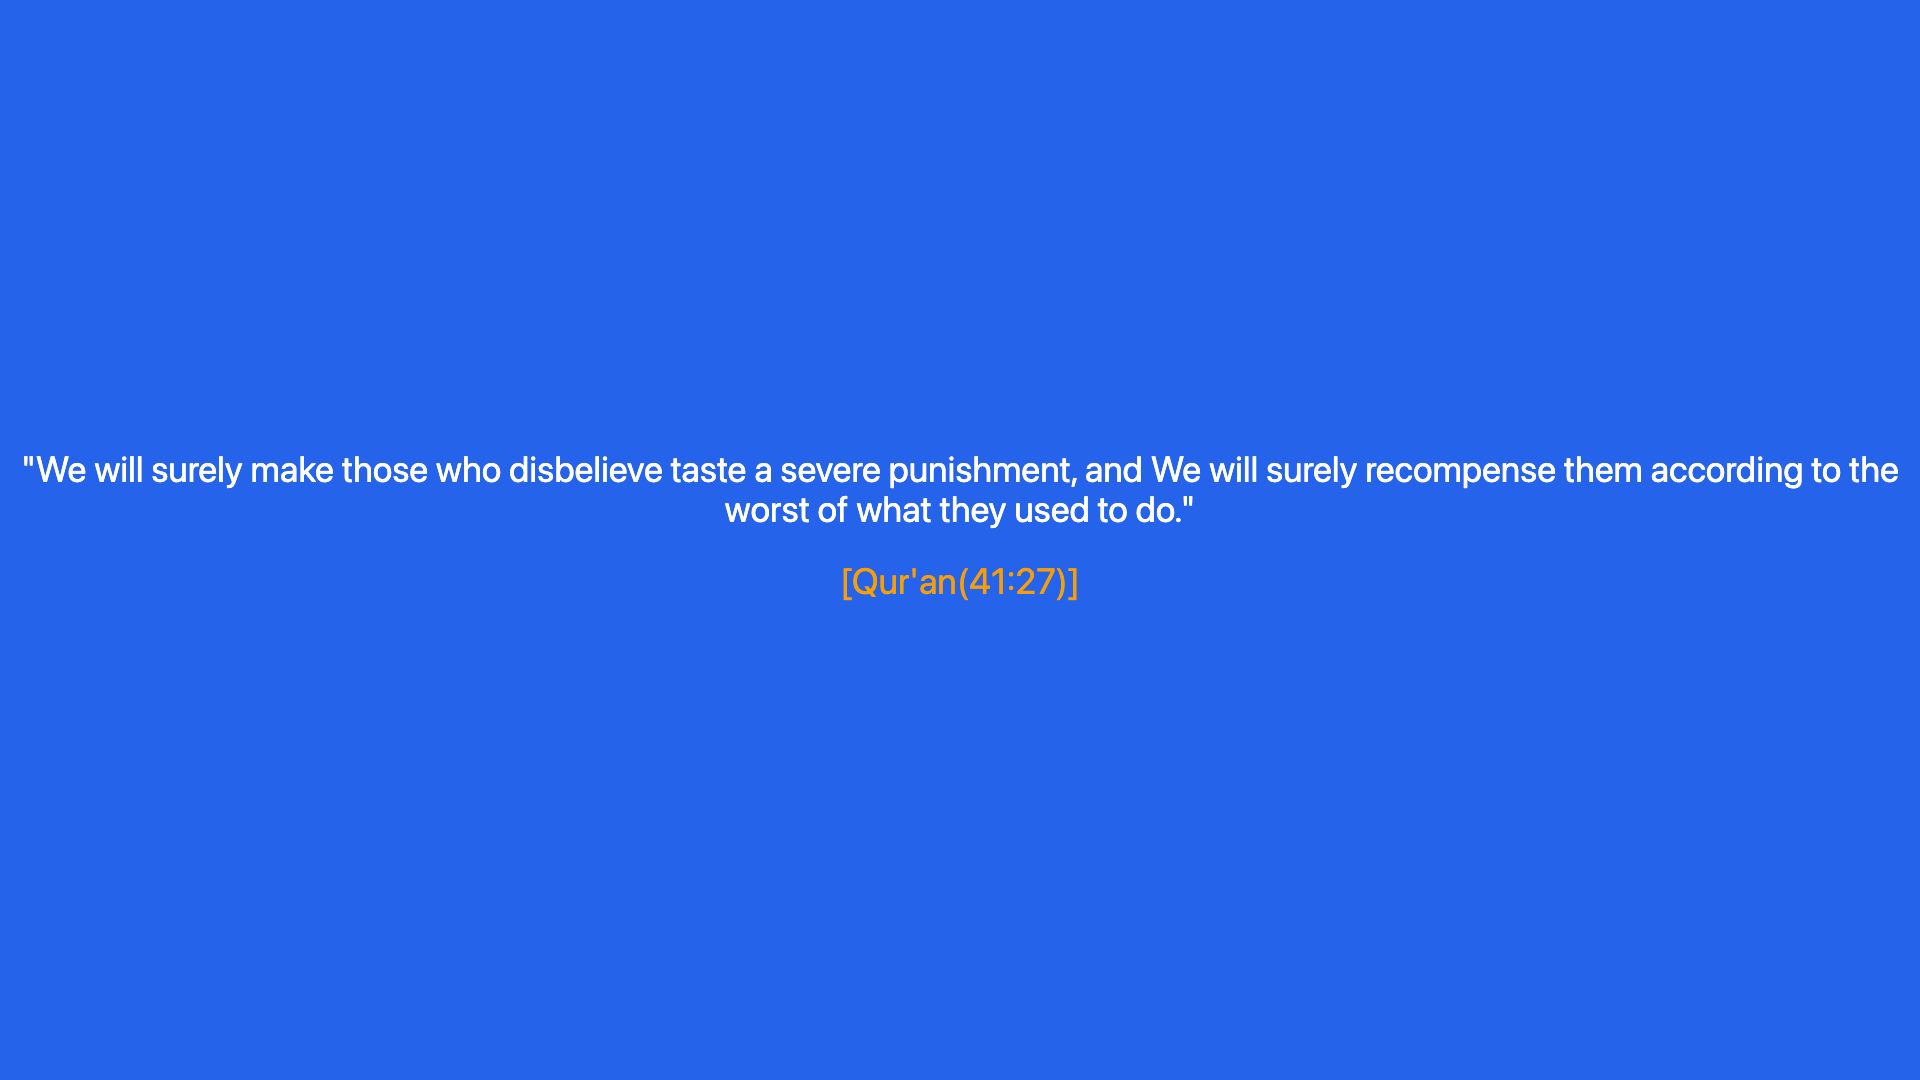 "We will surely make those who disbelieve taste a severe punishment, and We will surely recompense them according to the
worst of what they used to do."
[Qur'an(41:27)]